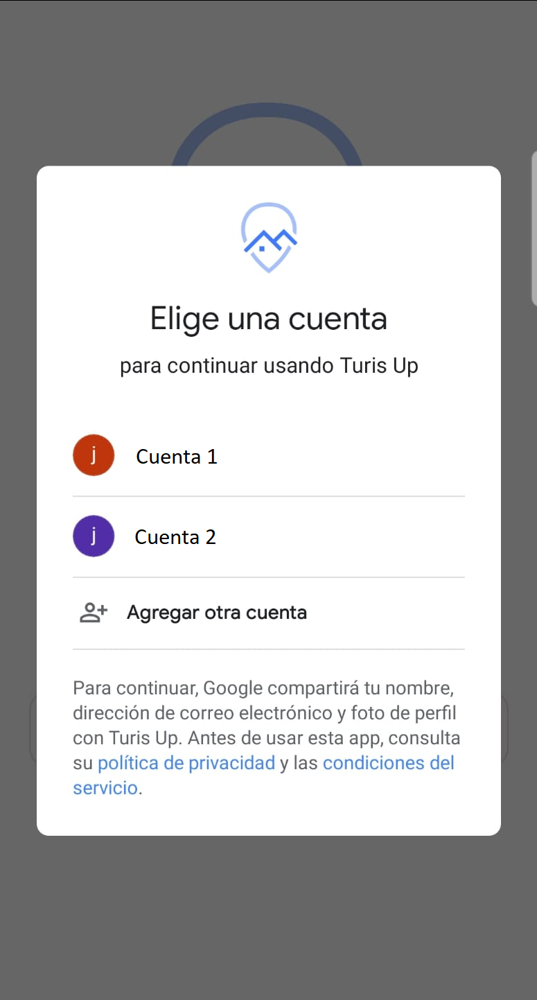 Elige una cuenta
para continuar usando Turis Up
j
Cuenta 1
j
Cuenta 2
Agregar otra cuenta
Para continuar, Google compartirá tu nombre,
dirección de correo electrónico y foto de perfil
con Turis Up. Antes de usar esta app, consulta
su política de privacidad y las condiciones del
servicio.